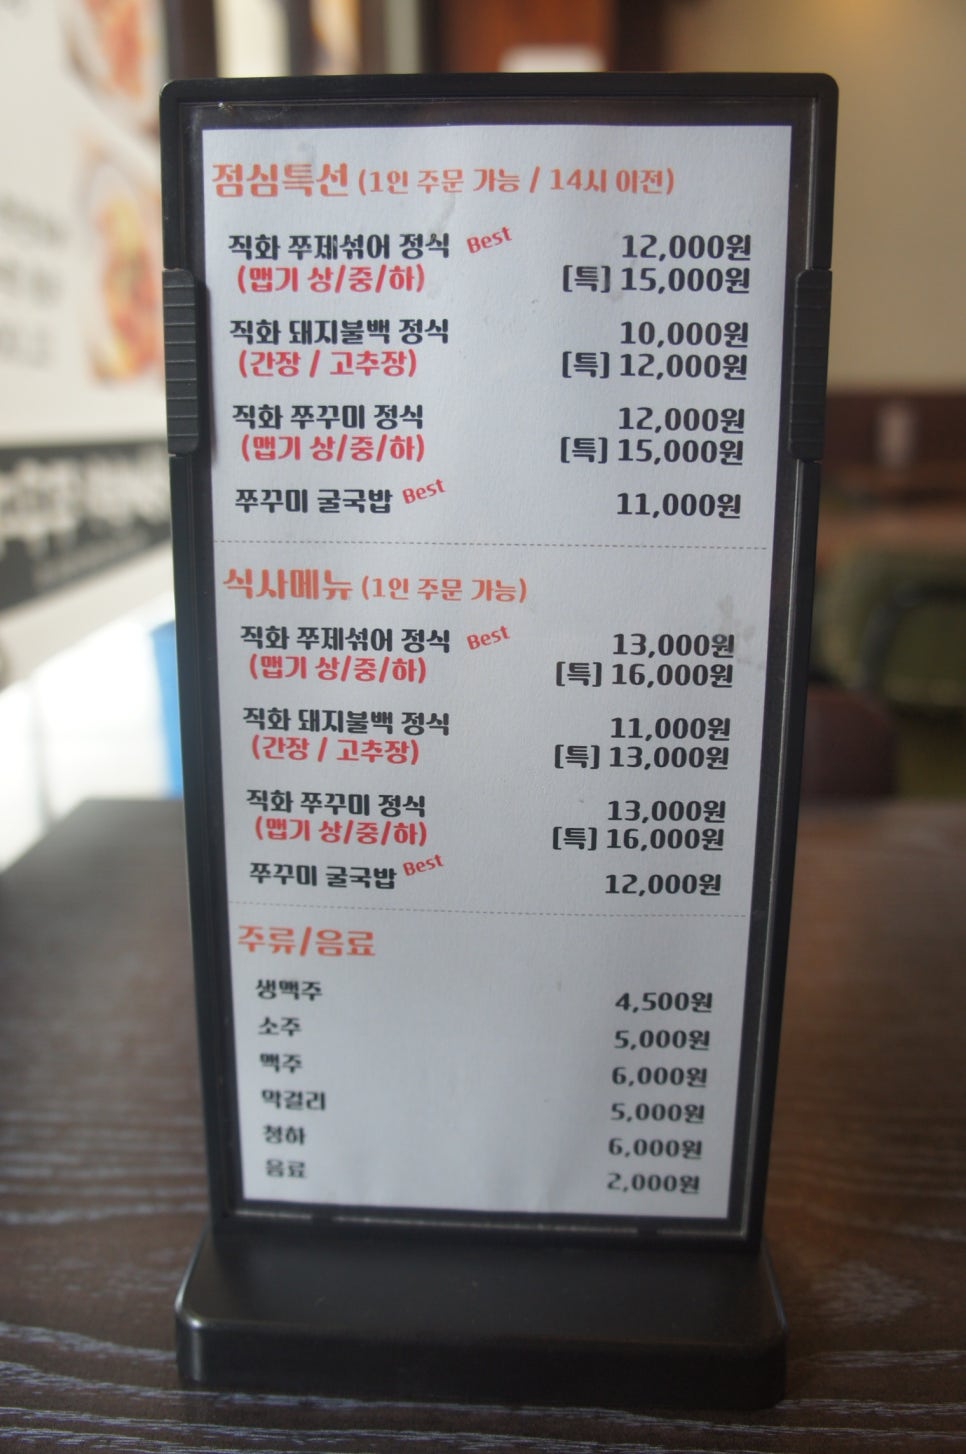 점심특선 (1인 주문 가능 / 14시 이전)
직화 쭈제섞어 정식 Best 12,000원
(맵기 상/중/하) [특] 15,000원
직화 돼지불백 정식 10,000원
(간장 / 고추장) [특] 12,000원
직화 쭈꾸미 정식 12,000원
(맵기 상/중/하) [특] 15,000원
쭈꾸미 굴국밥 Best 11,000원
식사메뉴 (1인 주문 가능)
직화 쭈제섞어 정식 Best 13,000원
(맵기 상/중/하) [특] 16,000원
직화 돼지불백 정식 11,000원
(간장 / 고추장) [특] 13,000원
직화 쭈꾸미 정식 13,000원
(맵기 상/중/하) [특] 16,000원
쭈꾸미 굴국밥 Best 12,000원
주류/음료
생맥주 4,500원
소주 5,000원
맥주 6,000원
막걸리 5,000원
청하 6,000원
음료 2,000원